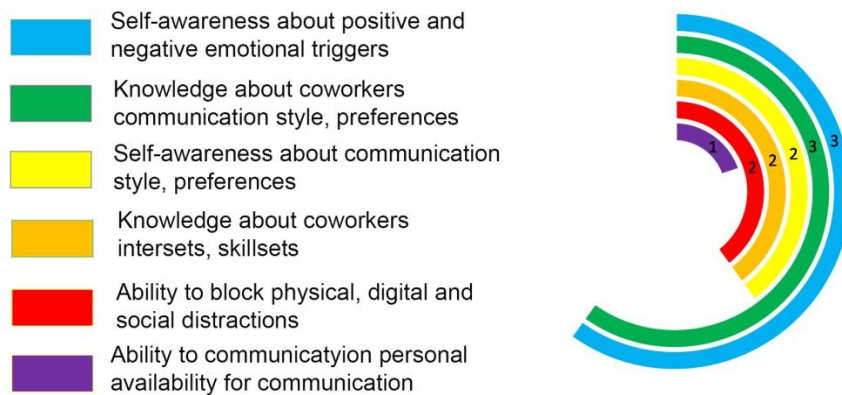 Self-awareness about positive and
negative emotional triggers
Knowledge about coworkers
communication style, preferences
Self-awareness about communication
style, preferences
Knowledge about coworkers
intersets, skillsets
Ability to block physical, digital and
social distractions
Ability to communicatyion personal
availability for communication
1
2
2
2
3
3